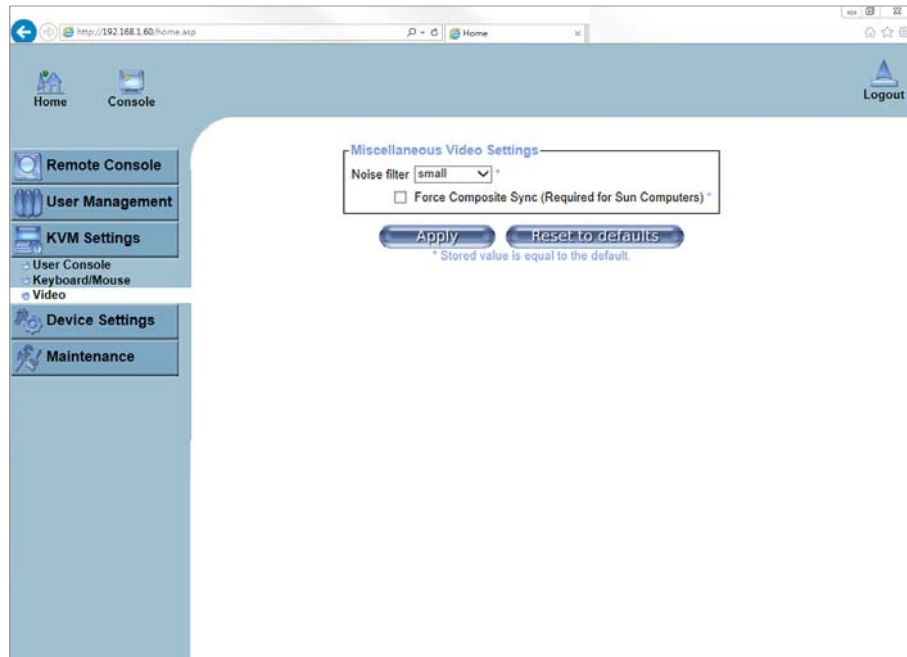 http://192.168.1.60/home.asp
Home
Home
Console
Logout
Remote Console
User Management
KVM Settings
User Console
Keyboard/Mouse
Video
Device Settings
Maintenance
Miscellaneous Video Settings
Noise filter small *
Force Composite Sync (Required for Sun Computers) *
Apply Reset to defaults
* Stored value is equal to the default.